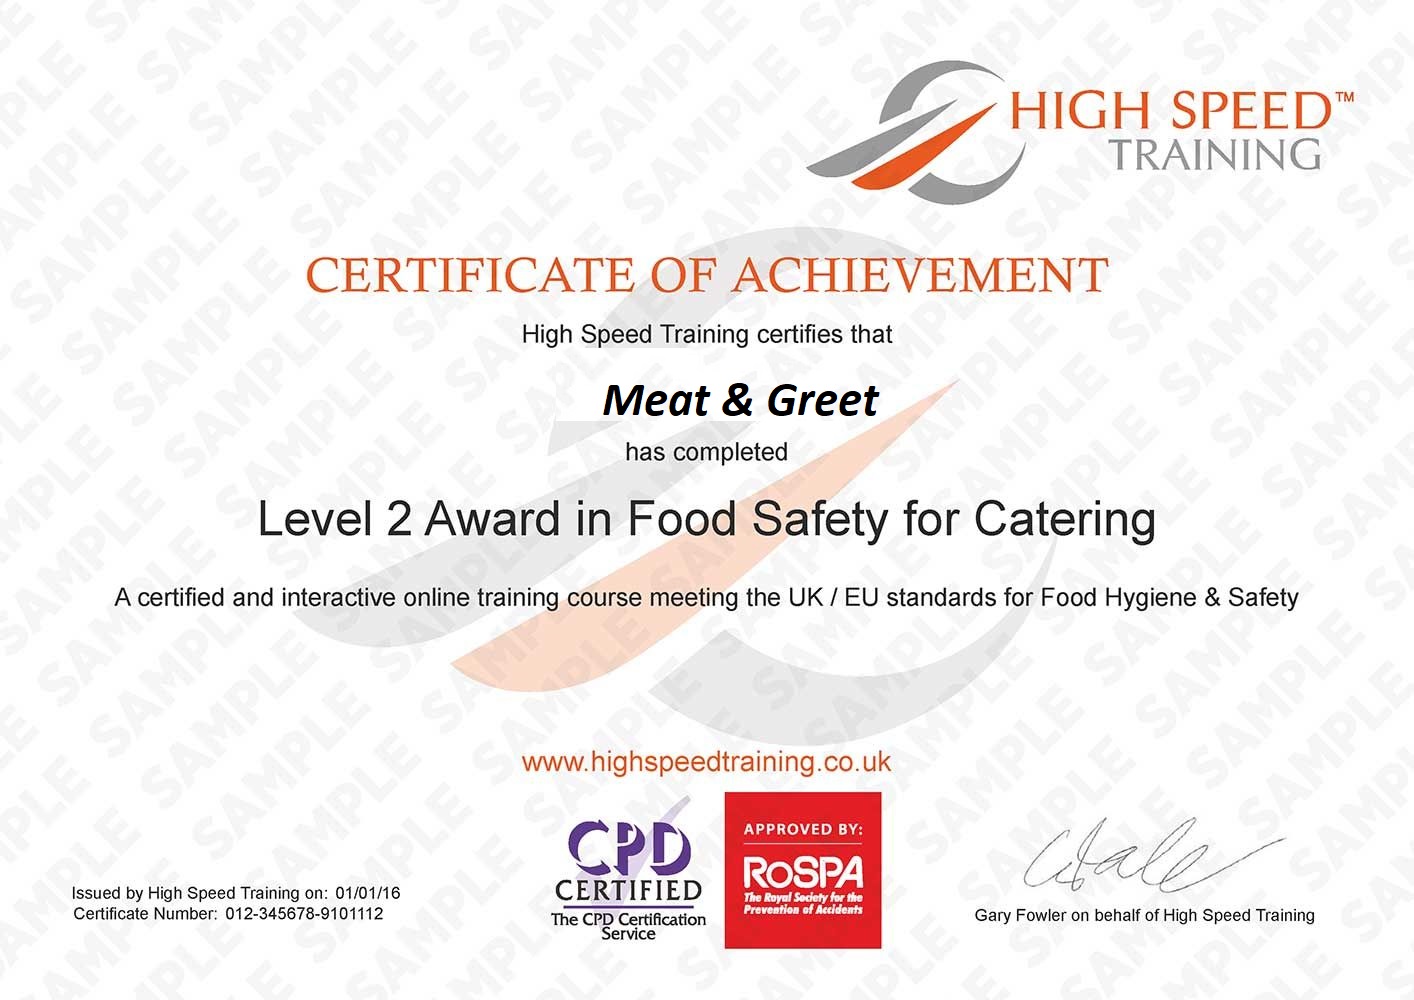 HIGH SPEED™
TRAINING
CERTIFICATE OF ACHIEVEMENT
High Speed Training certifies that
Meat & Greet
has completed
Level 2 Award in Food Safety for Catering
A certified and interactive online training course meeting the UK / EU standards for Food Hygiene & Safety
www.highspeedtraining.co.uk
CPD
CERTIFIED
The CPD Certification
Service
APPROVED BY:
RoSPA
The Royal Society for the
Prevention of Accidents
Issued by High Speed Training on: 01/01/16
Certificate Number: 012-345678-9101112
Gary Fowler on behalf of High Speed Training
SAMPLE